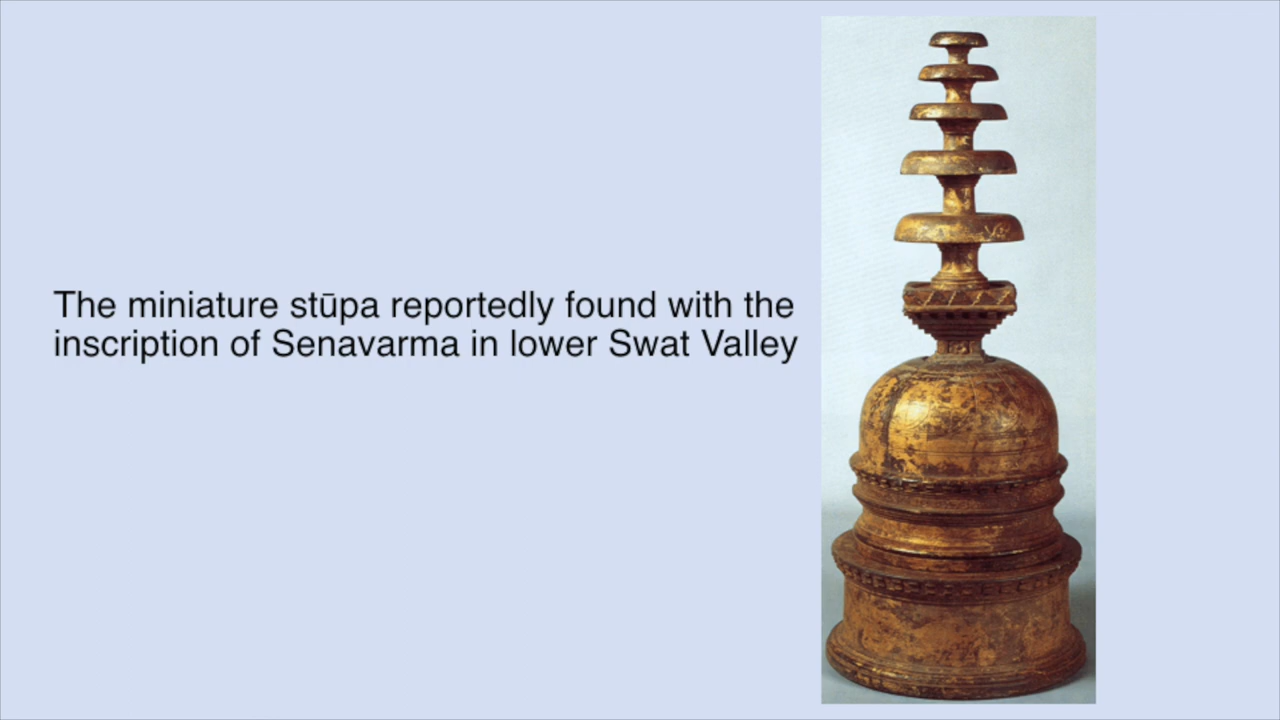 The miniature stūpa reportedly found with the
inscription of Senavarma in lower Swat Valley